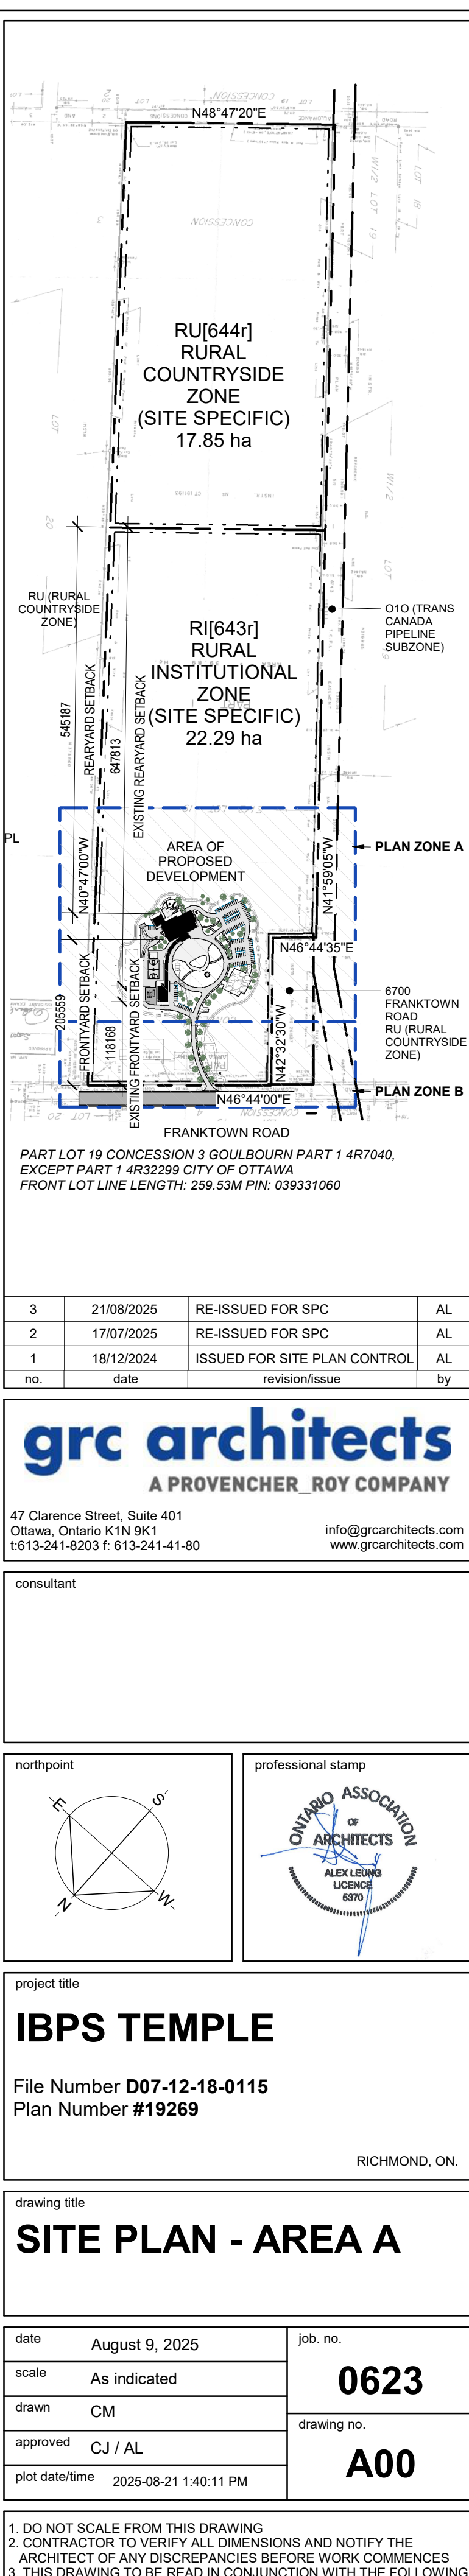 N48°47'20"E
CONCESSION
RU[644r]
RURAL
COUNTRYSIDE
ZONE
(SITE SPECIFIC)
17.85 ha
RU (RURAL
COUNTRYSIDE
ZONE)
O1O (TRANS
CANADA
PIPELINE
SUBZONE)
RI[643r]
RURAL
INSTITUTIONAL
ZONE
(SITE SPECIFIC)
22.29 ha
545187
REARYARD SETBACK
647813
EXISTING REARYARD SETBACK
PL
AREA OF
PROPOSED
DEVELOPMENT
PLAN ZONE A
N40°47'00"W
N41°59'05"W
N46°44'35"E
205559
FRONTYARD SETBACK
118168
EXISTING FRONTYARD SETBACK
N42°32'30"W
6700
FRANKTOWN
ROAD
RU (RURAL
COUNTRYSIDE
ZONE)
PLAN ZONE B
N46°44'00"E
FRANKTOWN ROAD
PART LOT 19 CONCESSION 3 GOULBOURN PART 1 4R7040,
EXCEPT PART 1 4R32299 CITY OF OTTAWA
FRONT LOT LINE LENGTH: 259.53M PIN: 039331060
3 21/08/2025 RE-ISSUED FOR SPC AL
2 17/07/2025 RE-ISSUED FOR SPC AL
1 18/12/2024 ISSUED FOR SITE PLAN CONTROL AL
no. date revision/issue by
grc architects
A PROVENCHER_ROY COMPANY
47 Clarence Street, Suite 401
Ottawa, Ontario K1N 9K1
t:613-241-8203 f: 613-241-41-80
info@grcarchitects.com
www.grcarchitects.com
consultant
northpoint
E
S
N
W
professional stamp
ONTARIO ASSOCIATION
OF
ARCHITECTS
ALEX LEUNG
LICENCE
5370
project title
IBPS TEMPLE
File Number D07-12-18-0115
Plan Number #19269
RICHMOND, ON.
drawing title
SITE PLAN - AREA A
date August 9, 2025
scale As indicated
drawn CM
approved CJ / AL
plot date/time 2025-08-21 1:40:11 PM
job. no.
0623
drawing no.
A00
1. DO NOT SCALE FROM THIS DRAWING
2. CONTRACTOR TO VERIFY ALL DIMENSIONS AND NOTIFY THE
ARCHITECT OF ANY DISCREPANCIES BEFORE WORK COMMENCES
3. THIS DRAWING TO BE READ IN CONJUNCTION WITH THE FOLLOWING